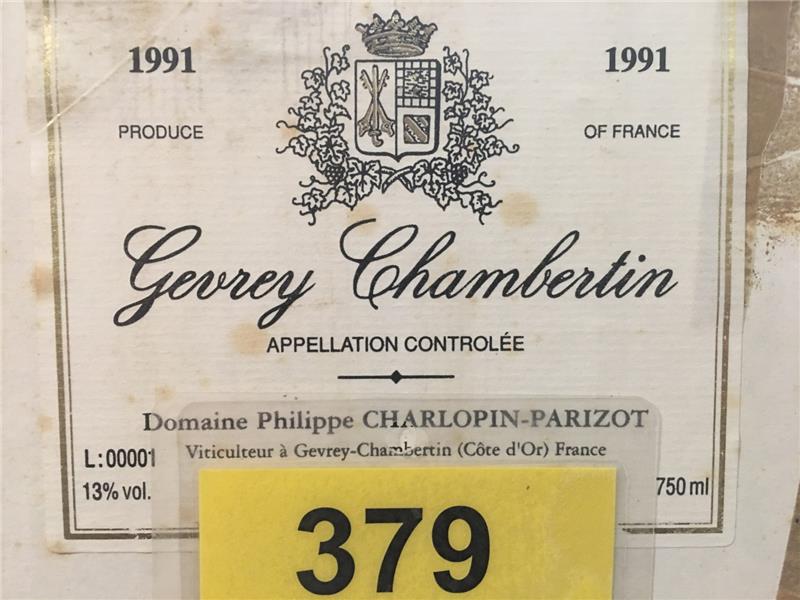 1991 1991
PRODUCE OF FRANCE
Gevrey Chambertin
APPELLATION CONTROLÉE
Domaine Philippe CHARLOPIN-PARIZOT
L:00001 Viticulteur à Gevrey-Chambertin (Côte d'Or) France
13% vol. 750 ml
379